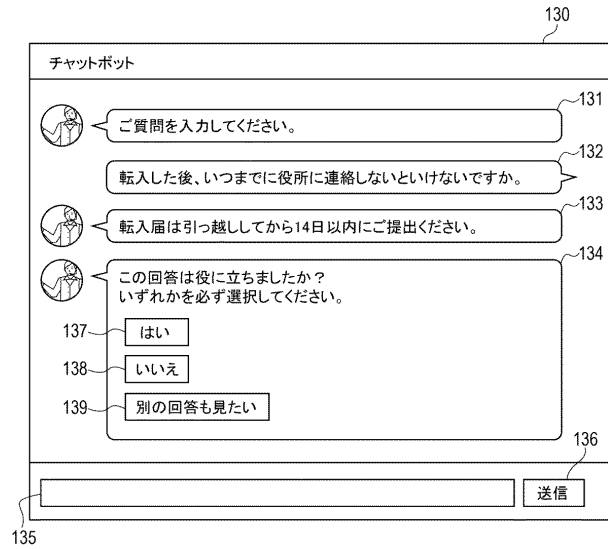 130
チャットボット
131
ご質問を入力してください。
132
転入した後、いつまでに役所に連絡しないといけないですか。
133
転入届は引っ越ししてから14日以内にご提出ください。
134
この回答は役に立ちましたか?
いずれかを必ず選択してください。
137
はい
138
いいえ
139
別の回答も見たい
136
送信
135